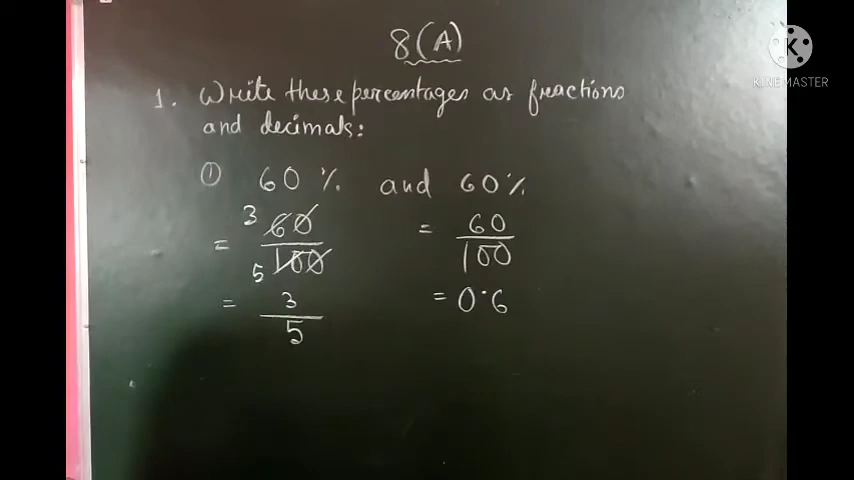 8(A)
K
KINEMASTER
1. Write these percentages as fractions
and decimals:
① 60 % and 60%
3 60 = 60
= 5 100 100
= 3 = 0.6
5